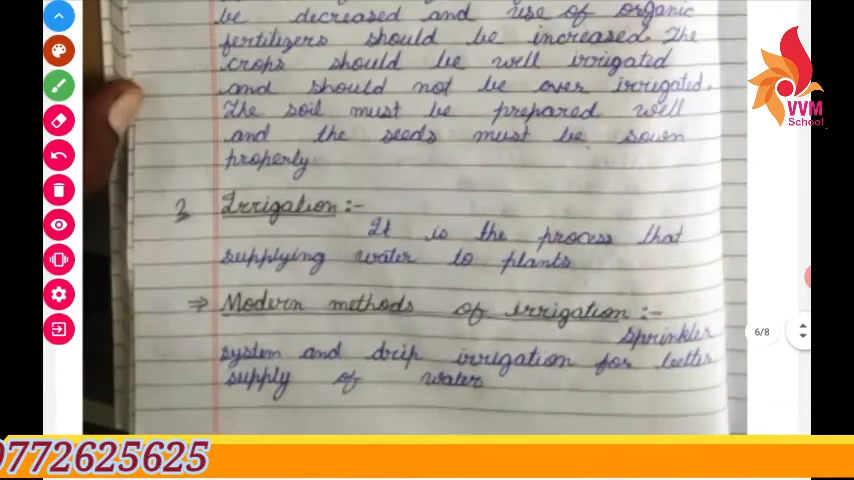 be decreased and use of organic
fertilizers should be increased. The
crops should be well irrigated
and should not be over irrigated.
The soil must be prepared well
and the seeds must be sown
properly.
3 Irrigation :-
It is the process that
supplying water to plants
⇒ Modern methods of irrigation :-
sprinkler
system and drip irrigation for better
supply of water
VVM
School
6/8
9772625625